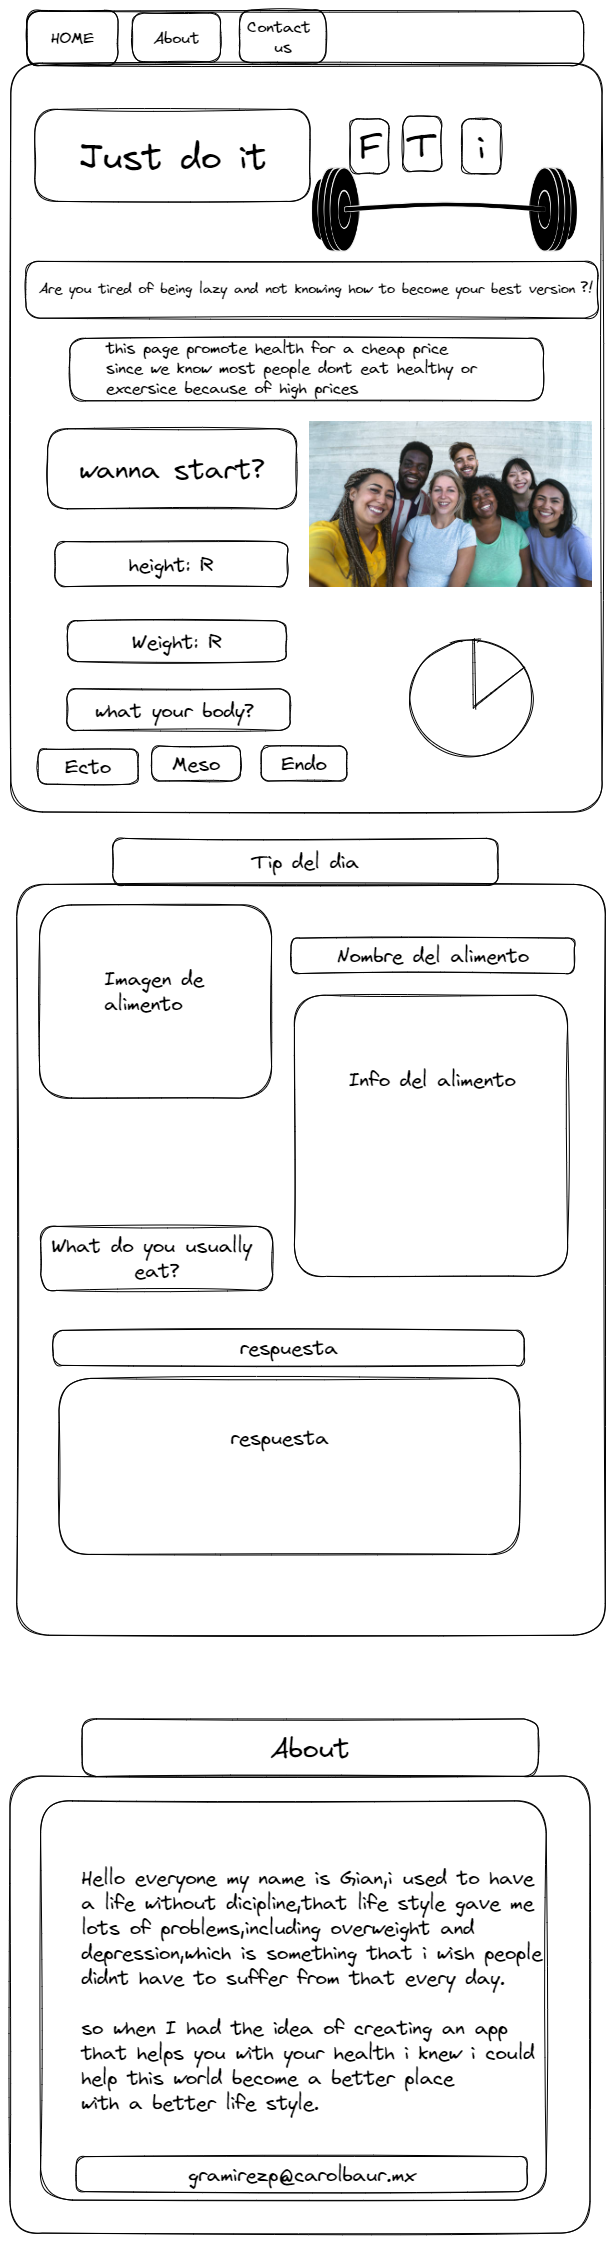 HOME
About
Contact
us
Just do it
F T i
Are you tired of being lazy and not knowing how to become your best version ?!
this page promote health for a cheap price
since we know most people dont eat healthy or
excersice because of high prices
wanna start?
height: R
Weight: R
what your body?
Ecto
Meso
Endo
Tip del dia
Imagen de
alimento
Nombre del alimento
Info del alimento
What do you usually
eat?
respuesta
respuesta
About
Hello everyone my name is Gian,i used to have
a life without dicipline,that life style gave me
lots of problems,including overweight and
depression,which is something that i wish people
didnt have to suffer from that every day.
so when I had the idea of creating an app
that helps you with your health i knew i could
help this world become a better place
with a better life style.
gramirezp@carolbaur.mx